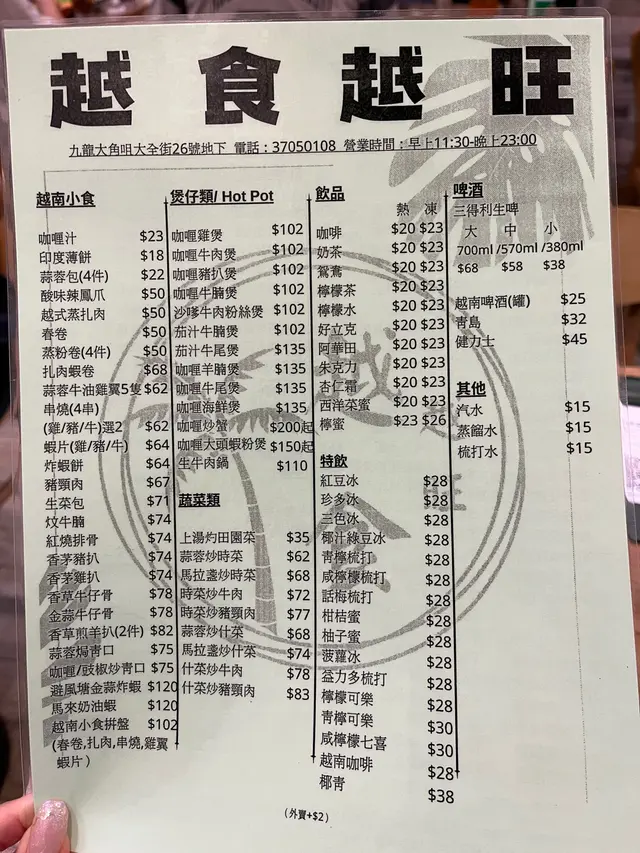 越食越旺
九龍大角咀大全街26號地下 電話：37050108 營業時間：早上11:30-晚上23:00
越南小食
咖喱汁 $23
印度薄餅 $18
蒜蓉包(4件) $22
酸味辣鳳爪 $50
越式蒸扎肉 $50
春卷 $50
蒸粉卷(4件) $50
扎肉蝦卷 $68
蒜蓉牛油雞翼5隻 $62
串燒(4串)
(雞/豬/牛)選2 $62
蝦片(雞/豬/牛) $64
炸蝦餅 $64
豬頸肉 $67
生菜包 $71
炆牛腩 $74
紅燒排骨 $74
香茅豬扒 $74
香茅雞扒 $74
香草牛仔骨 $78
金蒜牛仔骨 $78
香草煎羊扒(2件) $82
蒜蓉焗青口 $75
咖喱/豉椒炒青口 $75
避風塘金蒜炸蝦 $120
馬來奶油蝦 $120
越南小食拼盤 $102
(春卷,扎肉,串燒,雞翼
蝦片)
煲仔類/ Hot Pot
咖喱雞煲 $102
咖喱牛肉煲 $102
咖喱豬扒煲 $102
咖喱牛腩煲 $102
沙嗲牛肉粉絲煲 $102
茄汁牛腩煲 $102
茄汁牛尾煲 $135
咖喱羊腩煲 $135
咖喱牛尾煲 $135
咖喱海鮮煲 $135
咖喱炒蟹 $200起
咖喱大頭蝦粉煲 $150起
生牛肉鍋 $110
蔬菜類
上湯灼田園菜 $35
蒜蓉炒時菜 $62
馬拉盞炒時菜 $68
時菜炒牛肉 $72
時菜炒豬頸肉 $77
蒜蓉炒什菜 $68
馬拉盞炒什菜 $74
什菜炒牛肉 $78
什菜炒豬頸肉 $83
飲品
熱 凍
咖啡 $20 $23
奶茶 $20 $23
鴛鴦 $20 $23
檸檬茶 $20 $23
檸檬水 $20 $23
好立克 $20 $23
阿華田 $20 $23
朱克力 $20 $23
杏仁霜 $20 $23
西洋菜蜜 $20 $23
檸蜜 $23 $26
特飲
紅豆冰 $28
珍多冰 $28
三色冰 $28
椰汁綠豆冰 $28
青檸梳打 $28
咸檸檬梳打 $28
話梅梳打 $28
柑桔蜜 $28
柚子蜜 $28
菠蘿冰 $28
益力多梳打 $28
檸檬可樂 $28
青檸可樂 $30
咸檸檬七喜 $30
越南咖啡 $28
椰青 $38
啤酒
三得利生啤
大 中 小
700ml /570ml /380ml
$68 $58 $38
越南啤酒(罐) $25
青島 $32
健力士 $45
其他
汽水 $15
蒸餾水 $15
梳打水 $15
(外賣+$2)